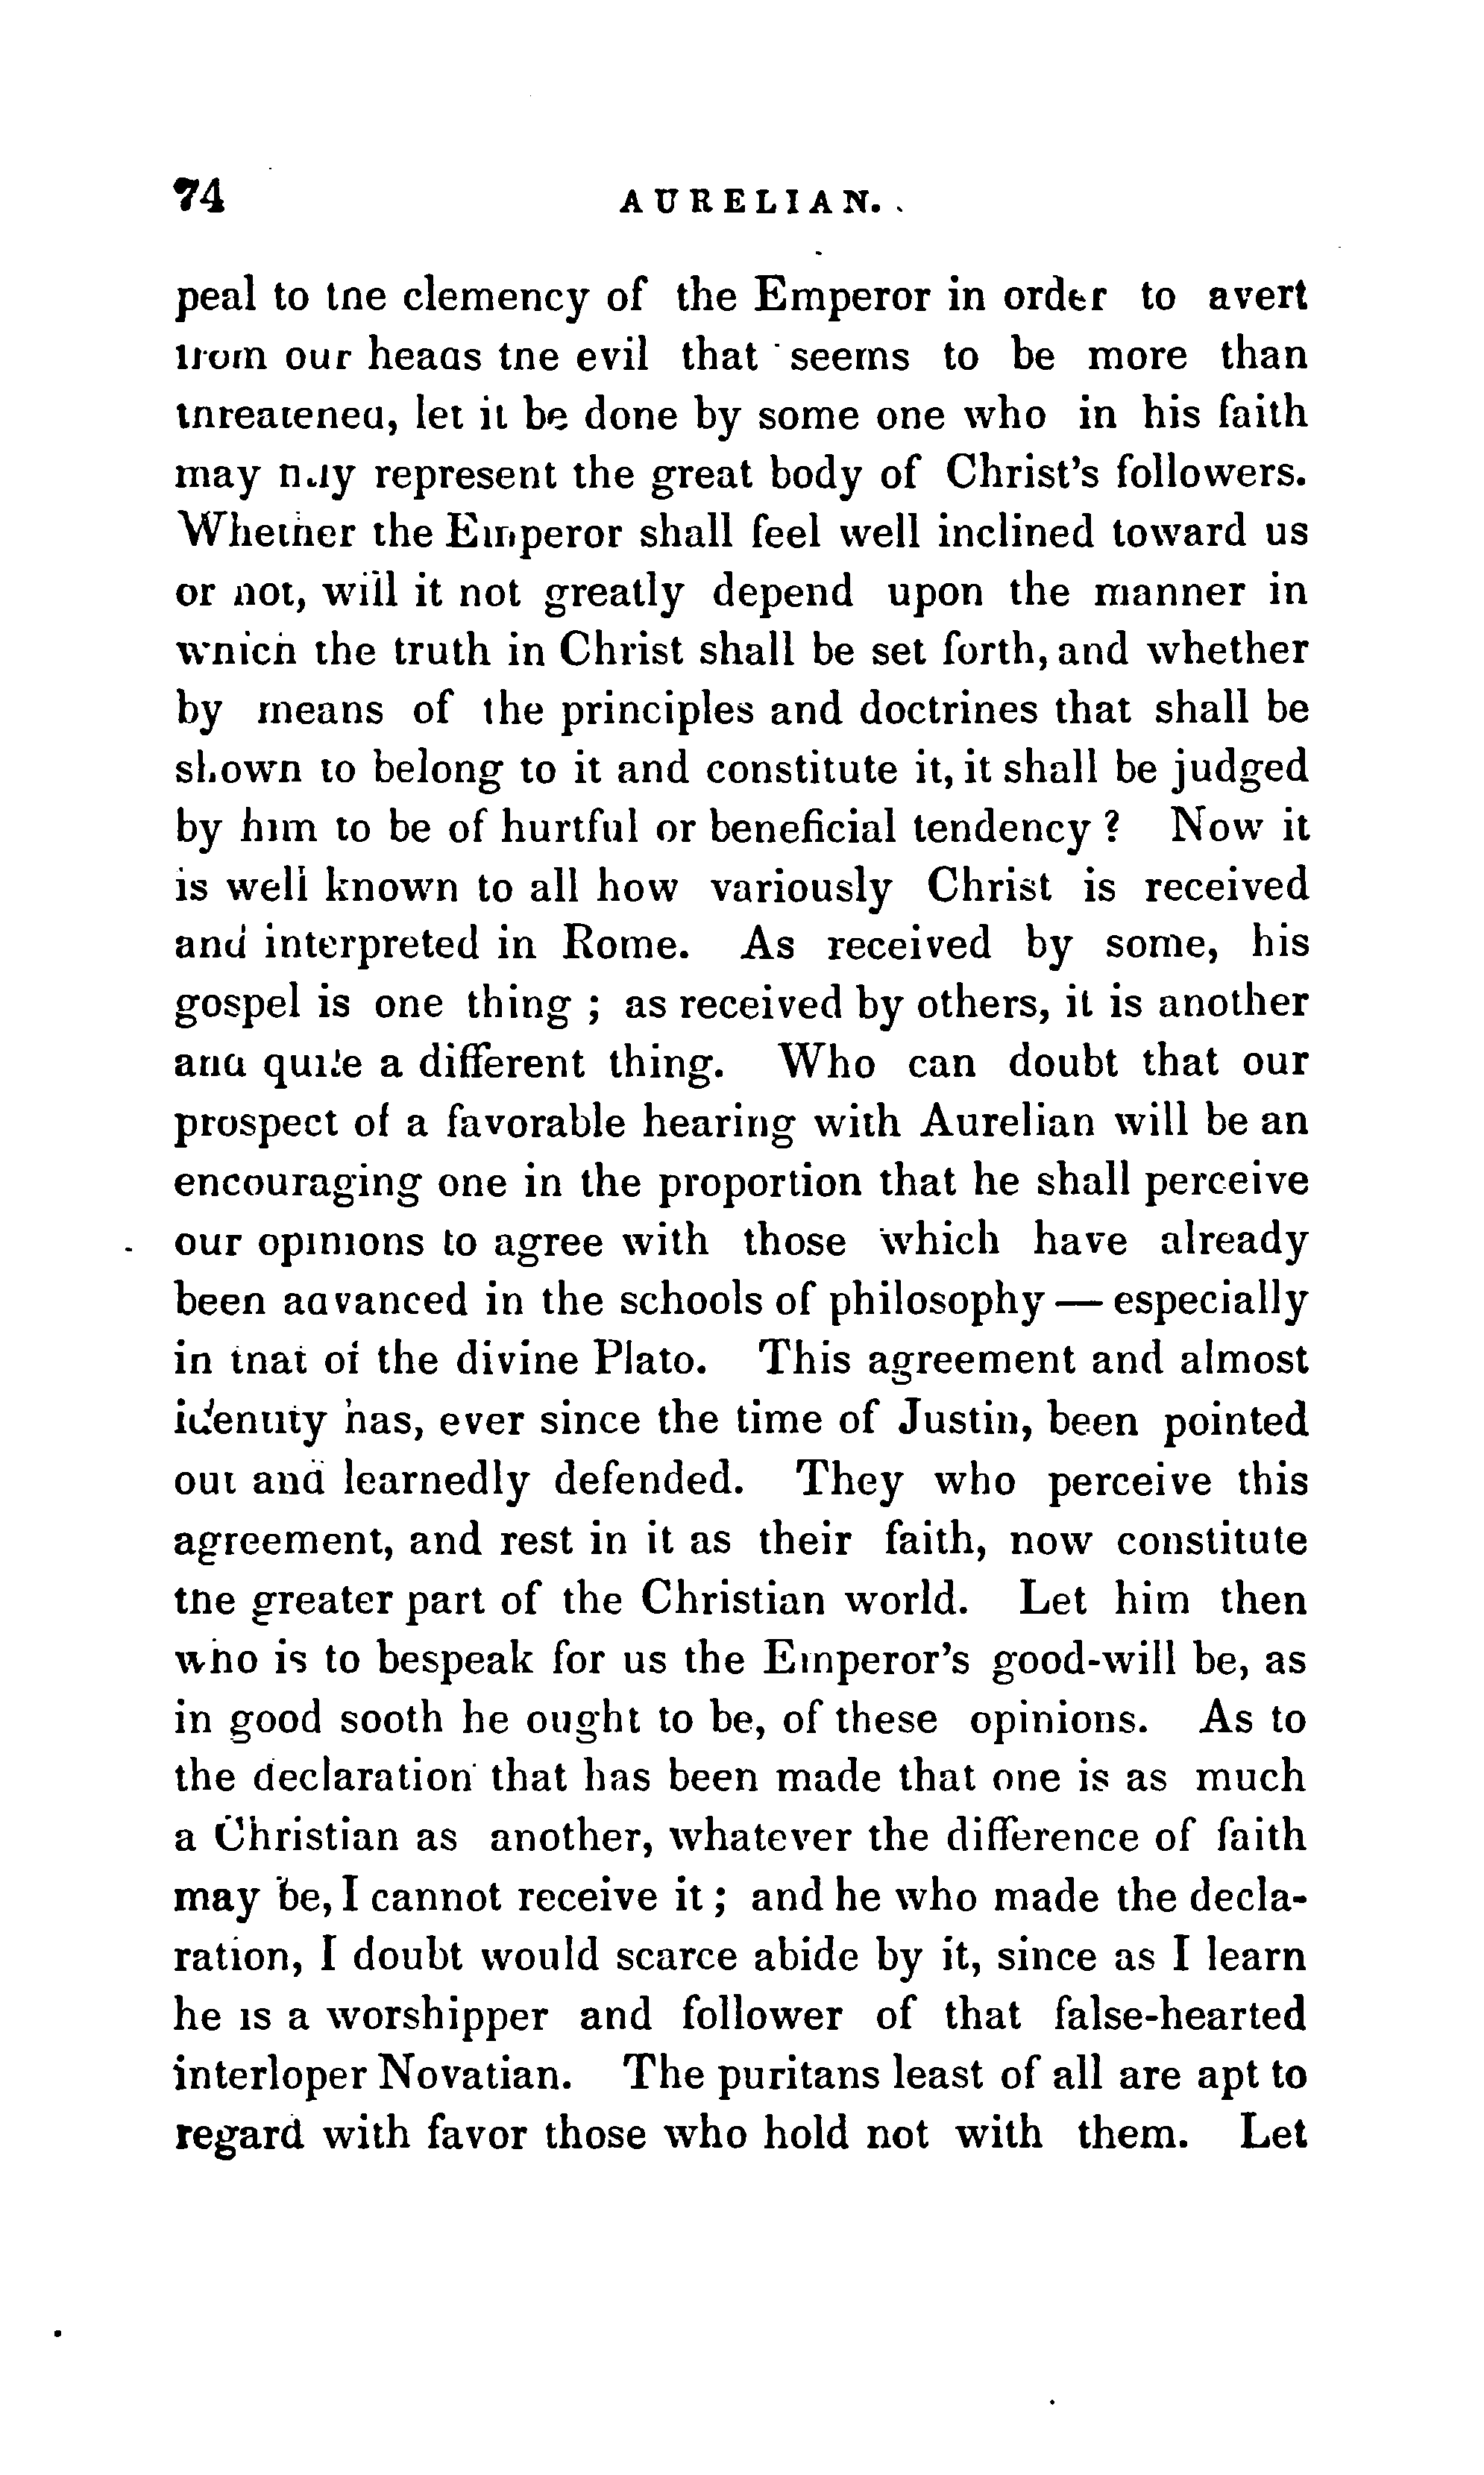 74 AURELIAN.
peal to the clemency of the Emperor in order to avert
from our heads the evil that seems to be more than
threatened, let it be done by some one who in his faith
may truly represent the great body of Christ's followers.
Whether the Emperor shall feel well inclined toward us
or not, will it not greatly depend upon the manner in
which the truth in Christ shall be set forth, and whether
by means of the principles and doctrines that shall be
shown to belong to it and constitute it, it shall be judged
by him to be of hurtful or beneficial tendency ? Now it
is well known to all how variously Christ is received
and interpreted in Rome. As received by some, his
gospel is one thing ; as received by others, it is another
and quite a different thing. Who can doubt that our
prospect of a favorable hearing with Aurelian will be an
encouraging one in the proportion that he shall perceive
our opinions to agree with those which have already
been advanced in the schools of philosophy — especially
in that of the divine Plato. This agreement and almost
identity has, ever since the time of Justin, been pointed
out and learnedly defended. They who perceive this
agreement, and rest in it as their faith, now constitute
the greater part of the Christian world. Let him then
who is to bespeak for us the Emperor's good-will be, as
in good sooth he ought to be, of these opinions. As to
the declaration that has been made that one is as much
a Christian as another, whatever the difference of faith
may be, I cannot receive it ; and he who made the decla-
ration, I doubt would scarce abide by it, since as I learn
he is a worshipper and follower of that false-hearted
interloper Novatian. The puritans least of all are apt to
regard with favor those who hold not with them. Let